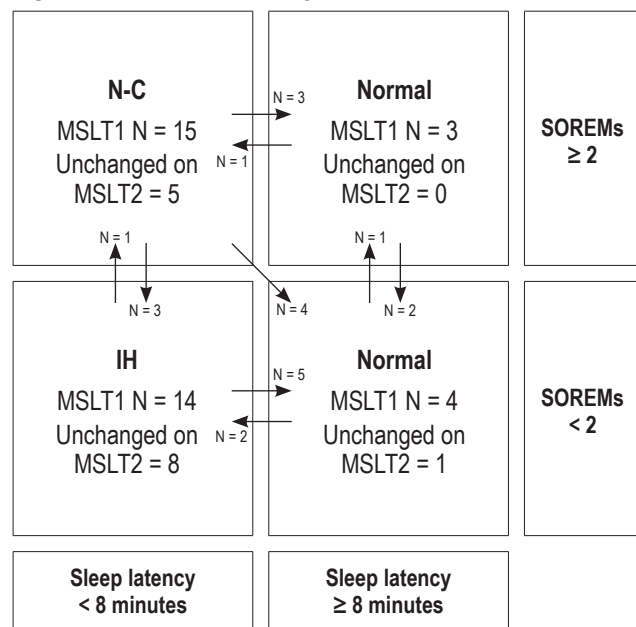 N-C
MSLT1 N = 15
Unchanged on
MSLT2 = 5
N = 3
N = 1
Normal
MSLT1 N = 3
Unchanged on
MSLT2 = 0
SOREMs
≥ 2
N = 1
N = 3
N = 4
N = 1
N = 2
IH
MSLT1 N = 14
Unchanged on
MSLT2 = 8
N = 5
N = 2
Normal
MSLT1 N = 4
Unchanged on
MSLT2 = 1
SOREMs
< 2
Sleep latency
< 8 minutes
Sleep latency
≥ 8 minutes